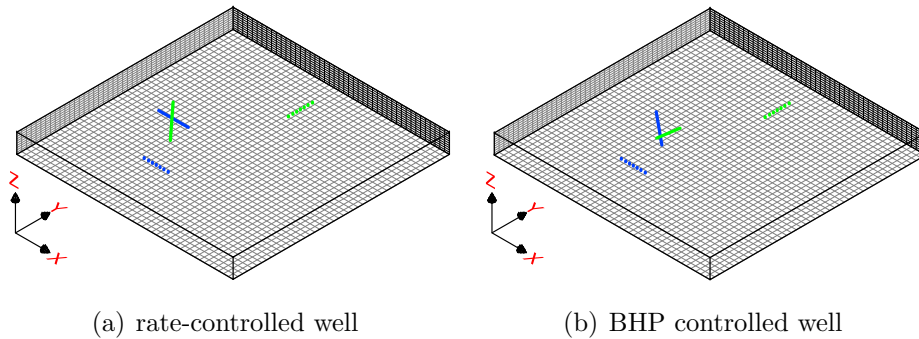 Z
Y
X
Z
Y
X
(a) rate-controlled well
(b) BHP controlled well